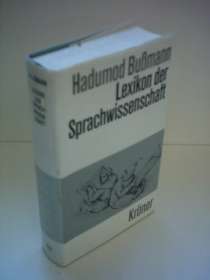 Hadumod Bußmann
Lexikon der
Sprachwissenschaft
Kröner